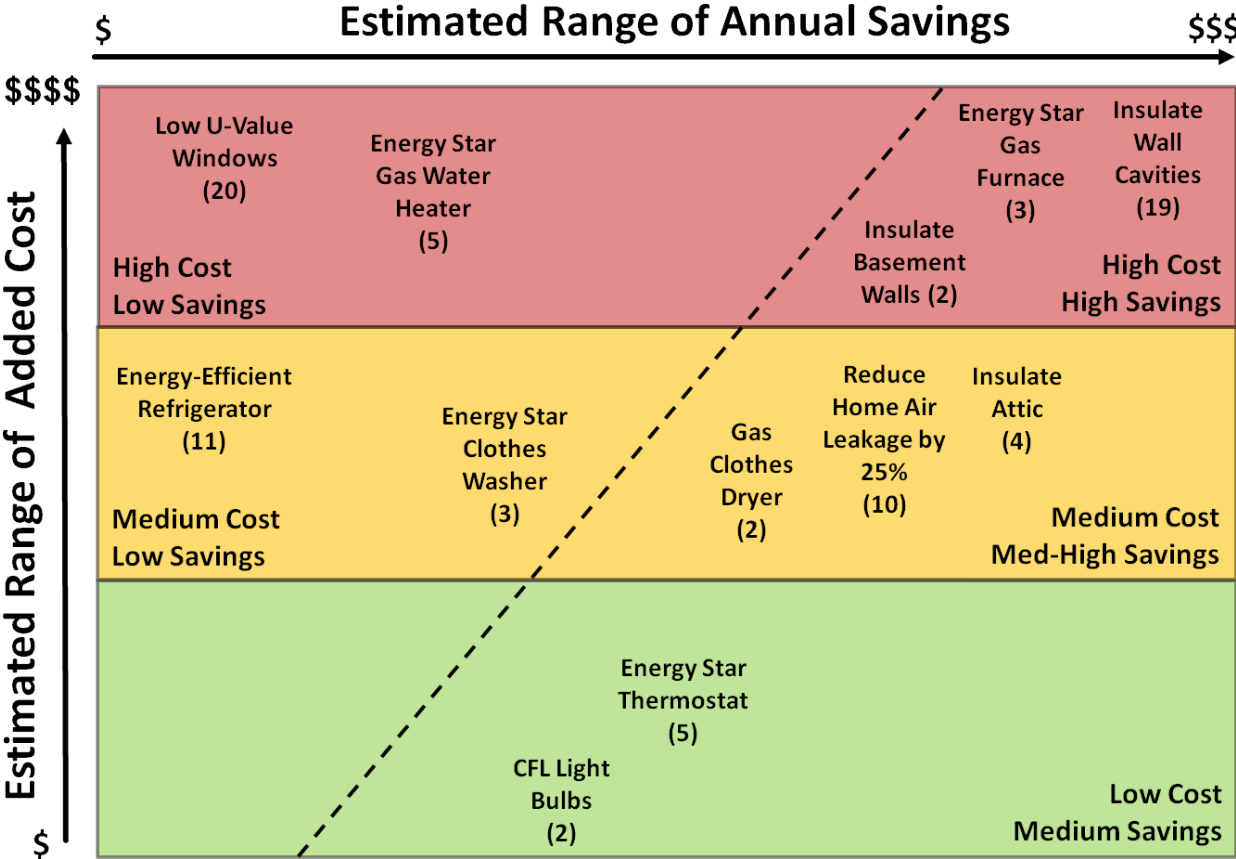 Estimated Range of Annual Savings
$
$$$
$$$$
Estimated Range of Added Cost
$
Low U-Value
Windows
(20)
Energy Star
Gas Water
Heater
(5)
High Cost
Low Savings
Insulate
Basement
Walls (2)
Energy Star
Gas
Furnace
(3)
Insulate
Wall
Cavities
(19)
High Cost
High Savings
Energy-Efficient
Refrigerator
(11)
Energy Star
Clothes
Washer
(3)
Medium Cost
Low Savings
Gas
Clothes
Dryer
(2)
Reduce
Home Air
Leakage by
25%
(10)
Insulate
Attic
(4)
Medium Cost
Med-High Savings
Energy Star
Thermostat
(5)
CFL Light
Bulbs
(2)
Low Cost
Medium Savings